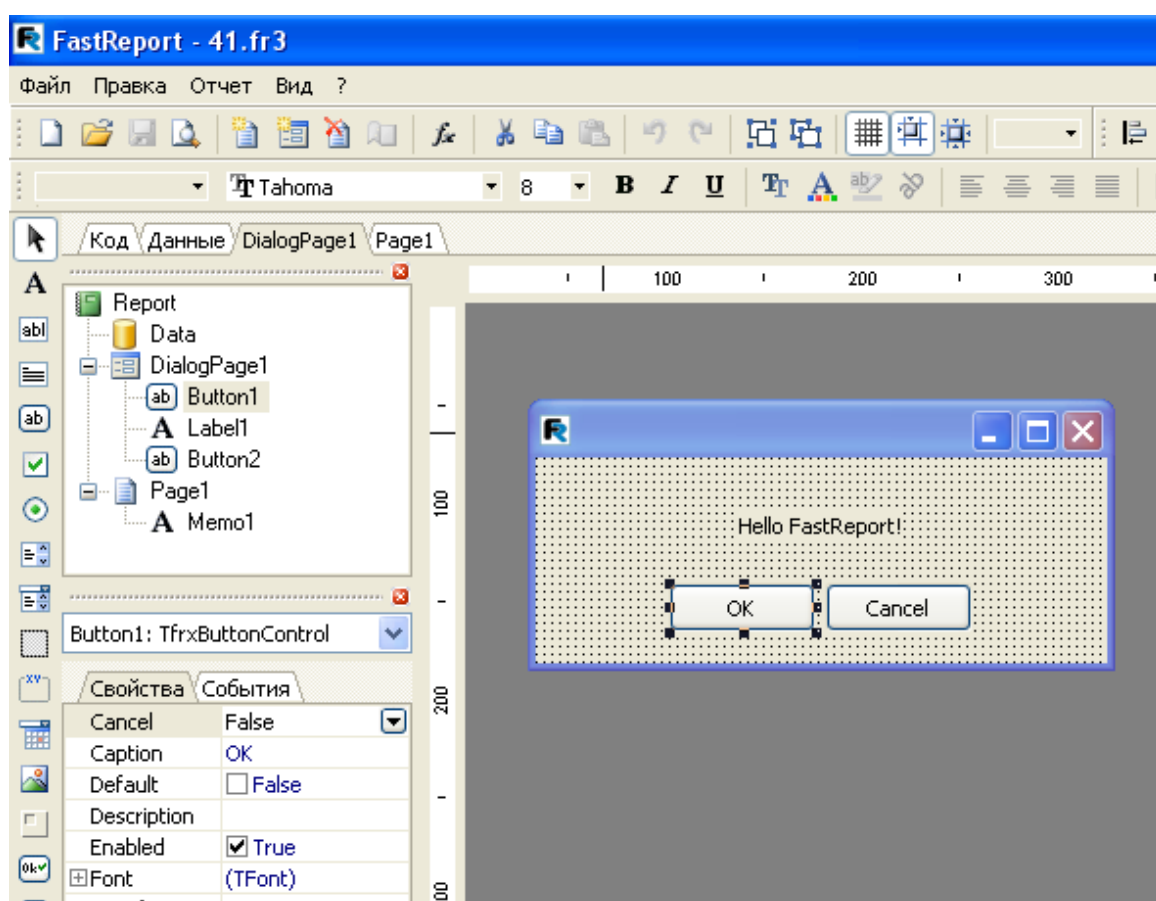 FastReport - 41.fr3
Файл Правка Отчет Вид ?
Tahoma 8 B I U
Код Данные DialogPage1 Page1
100 200 300
Report
Data
DialogPage1
Button1
Label1
Button2
Page1
Memo1
100
200
Hello FastReport!
OK Cancel
Button1: TfrxButtonControl
Свойства События
Cancel False
Caption OK
Default False
Description
Enabled True
Font (TFont)